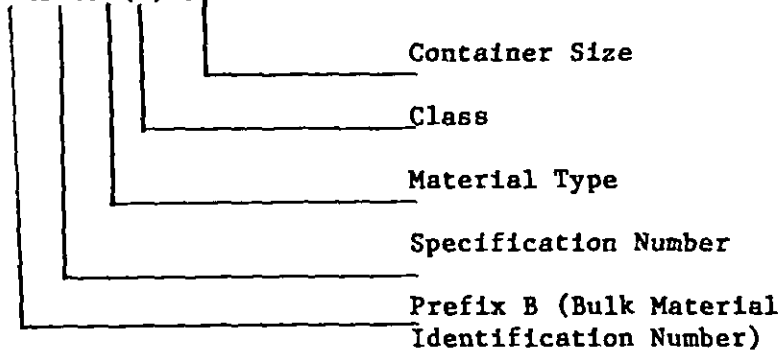 Container Size
Class
Material Type
Specification Number
Prefix B (Bulk Material
Identification Number)